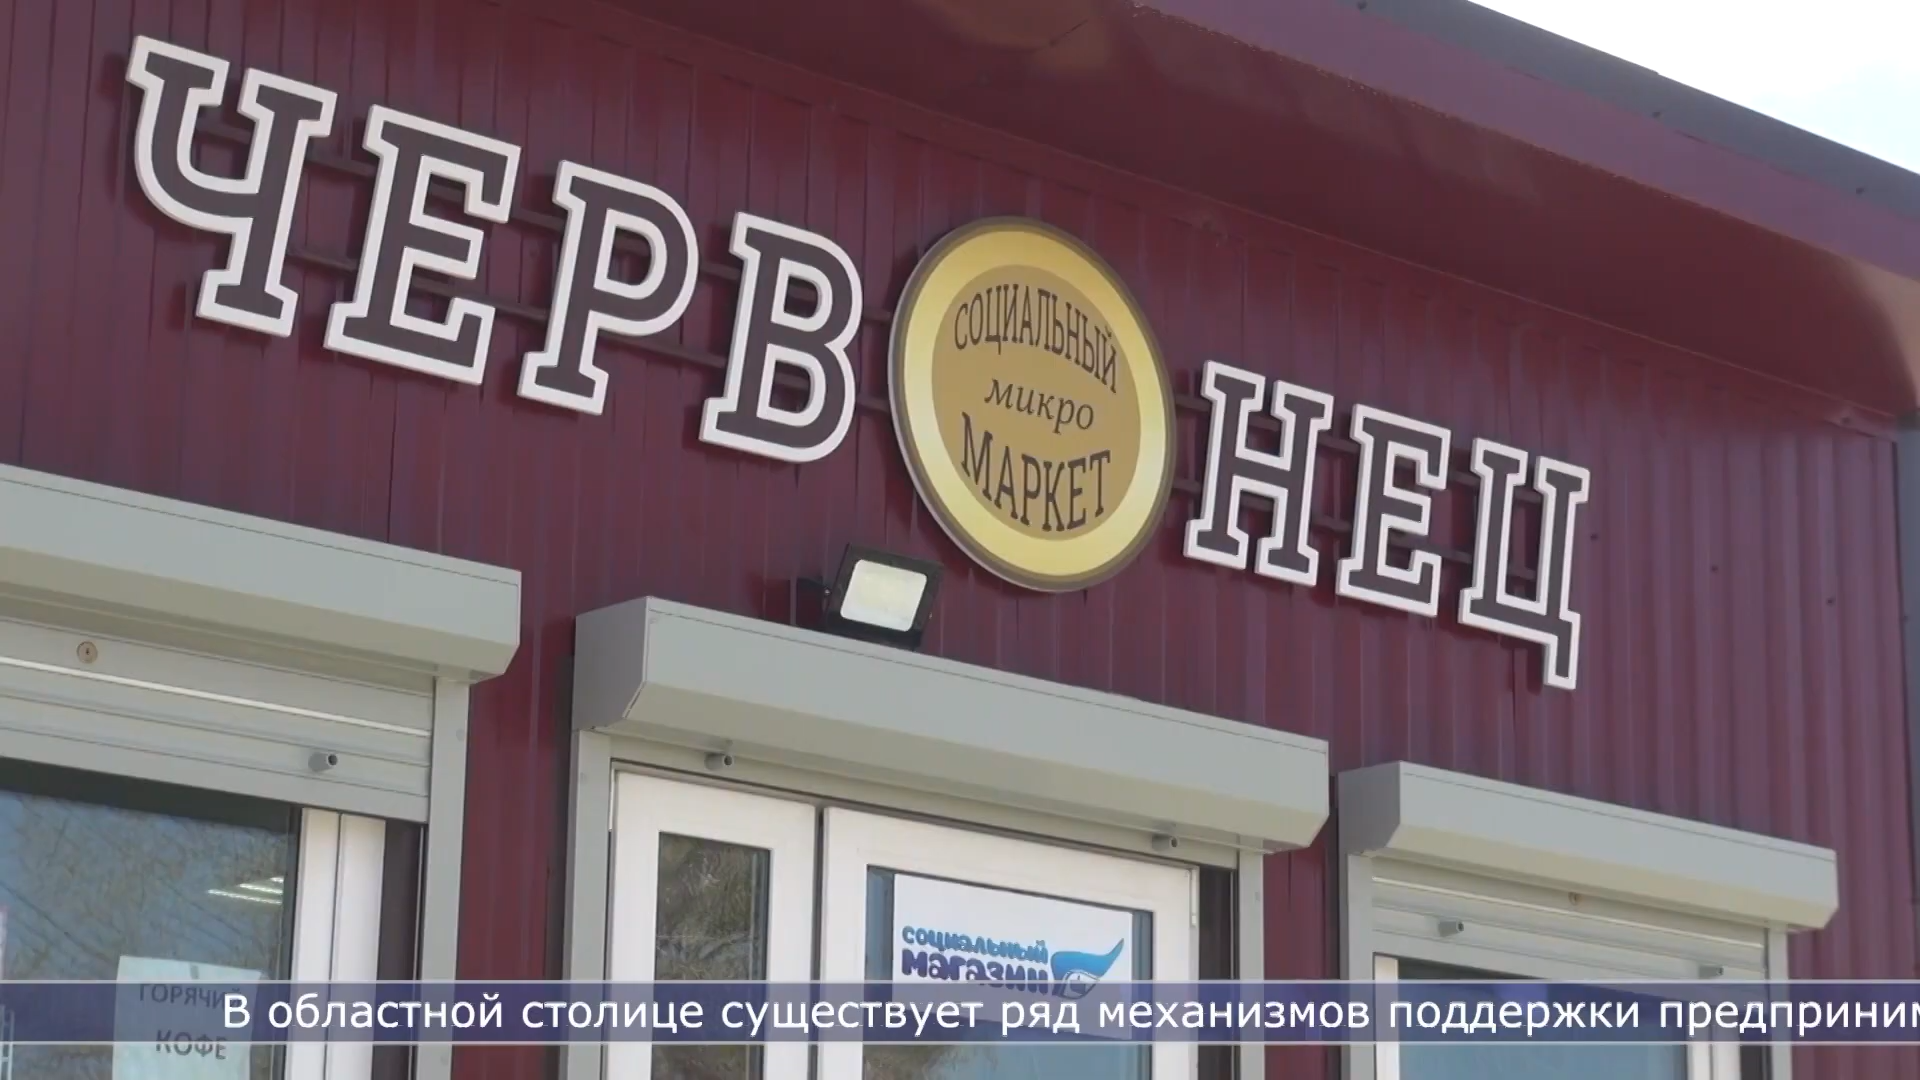 ЧЕРВ НЕЦ
СОЦИАЛЬНЫЙ
микро
МАРКЕТ
социальный
магазин
ГОРЯЧИЙ
КОФЕ
В областной столице существует ряд механизмов поддержки предприним